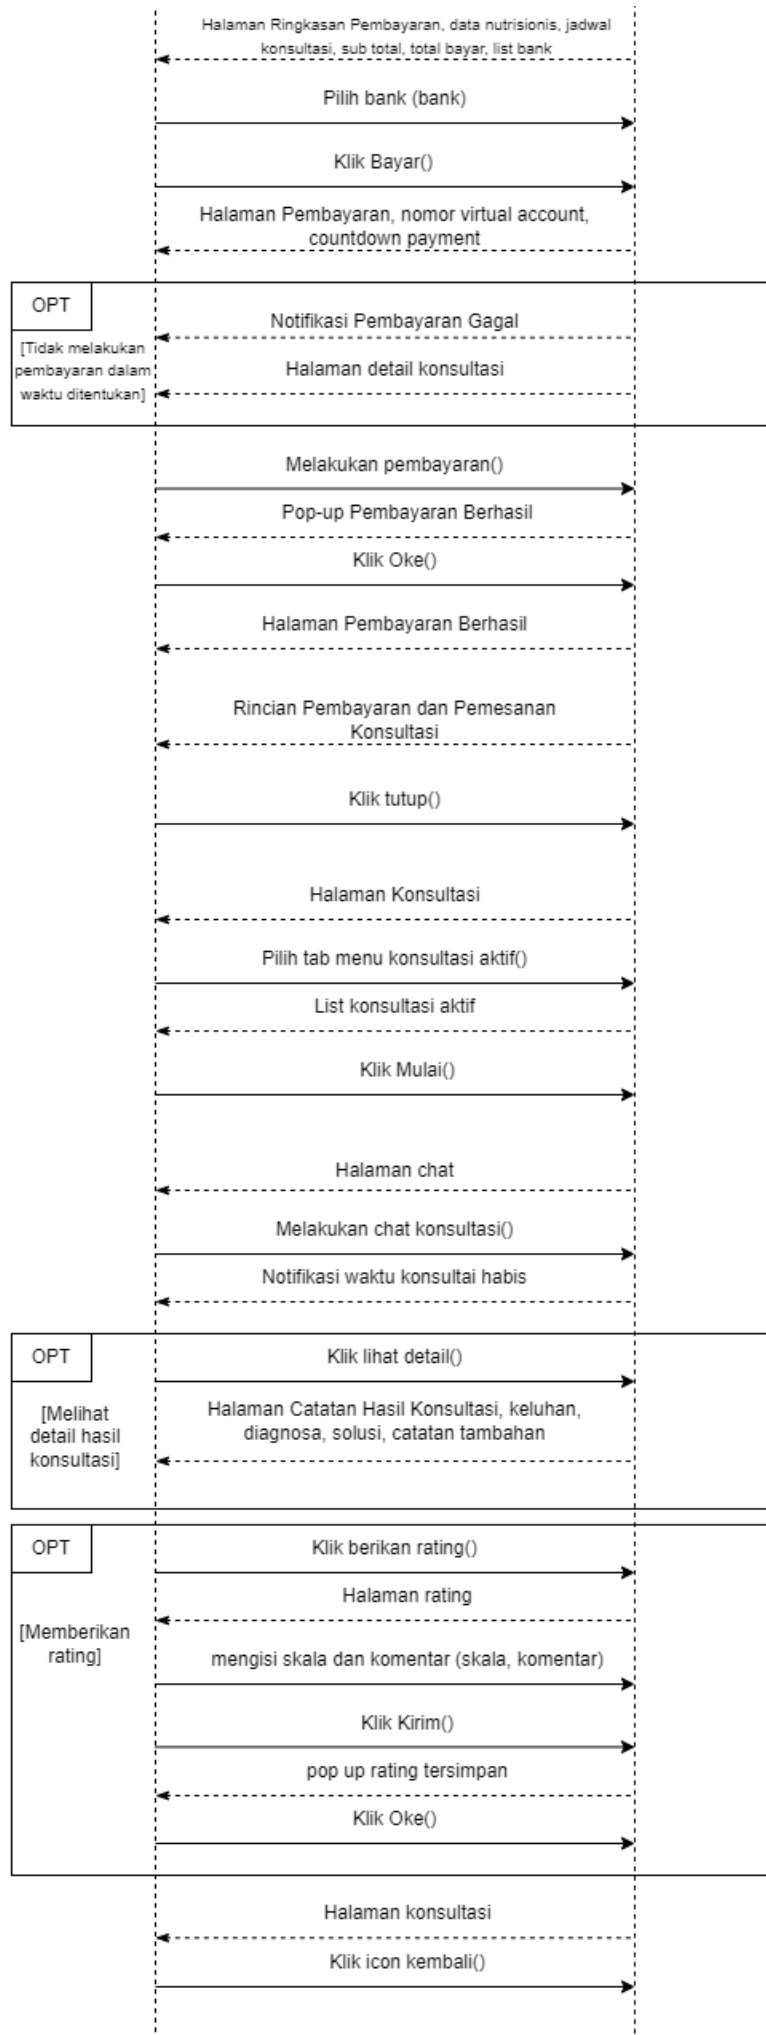 Halaman Ringkasan Pembayaran, data nutrisionis, jadwal
konsultasi, sub total, total bayar, list bank
Pilih bank (bank)
Klik Bayar()
Halaman Pembayaran, nomor virtual account,
countdown payment
OPT
[Tidak melakukan
pembayaran dalam
waktu ditentukan]
Notifikasi Pembayaran Gagal
Halaman detail konsultasi
Melakukan pembayaran()
Pop-up Pembayaran Berhasil
Klik Oke()
Halaman Pembayaran Berhasil
Rincian Pembayaran dan Pemesanan
Konsultasi
Klik tutup()
Halaman Konsultasi
Pilih tab menu konsultasi aktif()
List konsultasi aktif
Klik Mulai()
Halaman chat
Melakukan chat konsultasi()
Notifikasi waktu konsultai habis
OPT
[Melihat
detail hasil
konsultasi]
Klik lihat detail()
Halaman Catatan Hasil Konsultasi, keluhan,
diagnosa, solusi, catatan tambahan
OPT
[Memberikan
rating]
Klik berikan rating()
Halaman rating
mengisi skala dan komentar (skala, komentar)
Klik Kirim()
pop up rating tersimpan
Klik Oke()
Halaman konsultasi
Klik icon kembali()